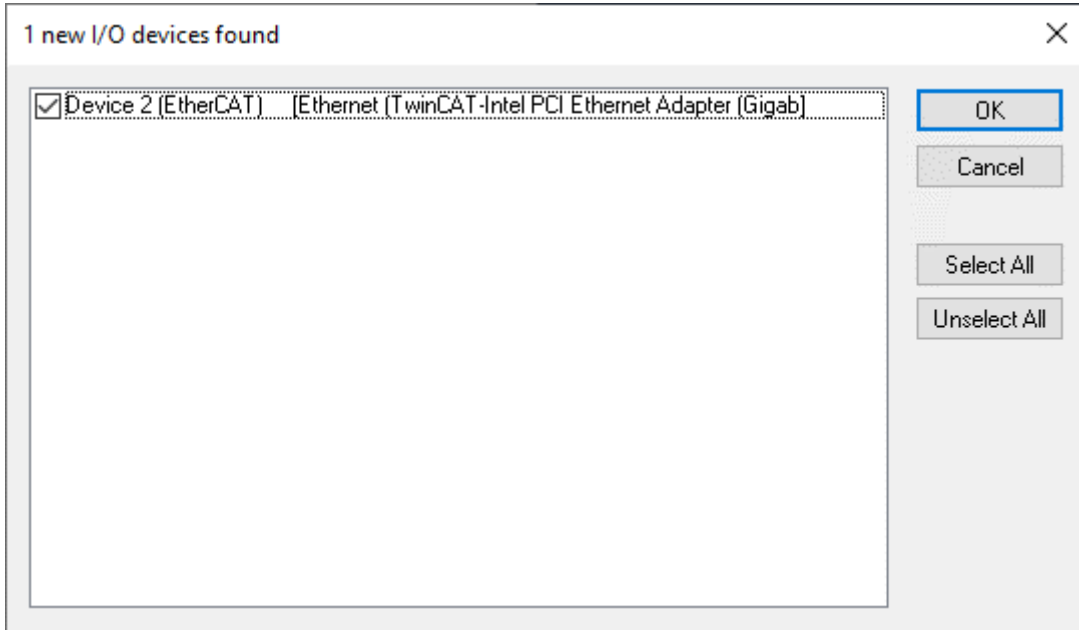 1 new I/O devices found
Device 2 (EtherCAT) [Ethernet (TwinCAT-Intel PCI Ethernet Adapter (Gigab]
OK
Cancel
Select All
Unselect All